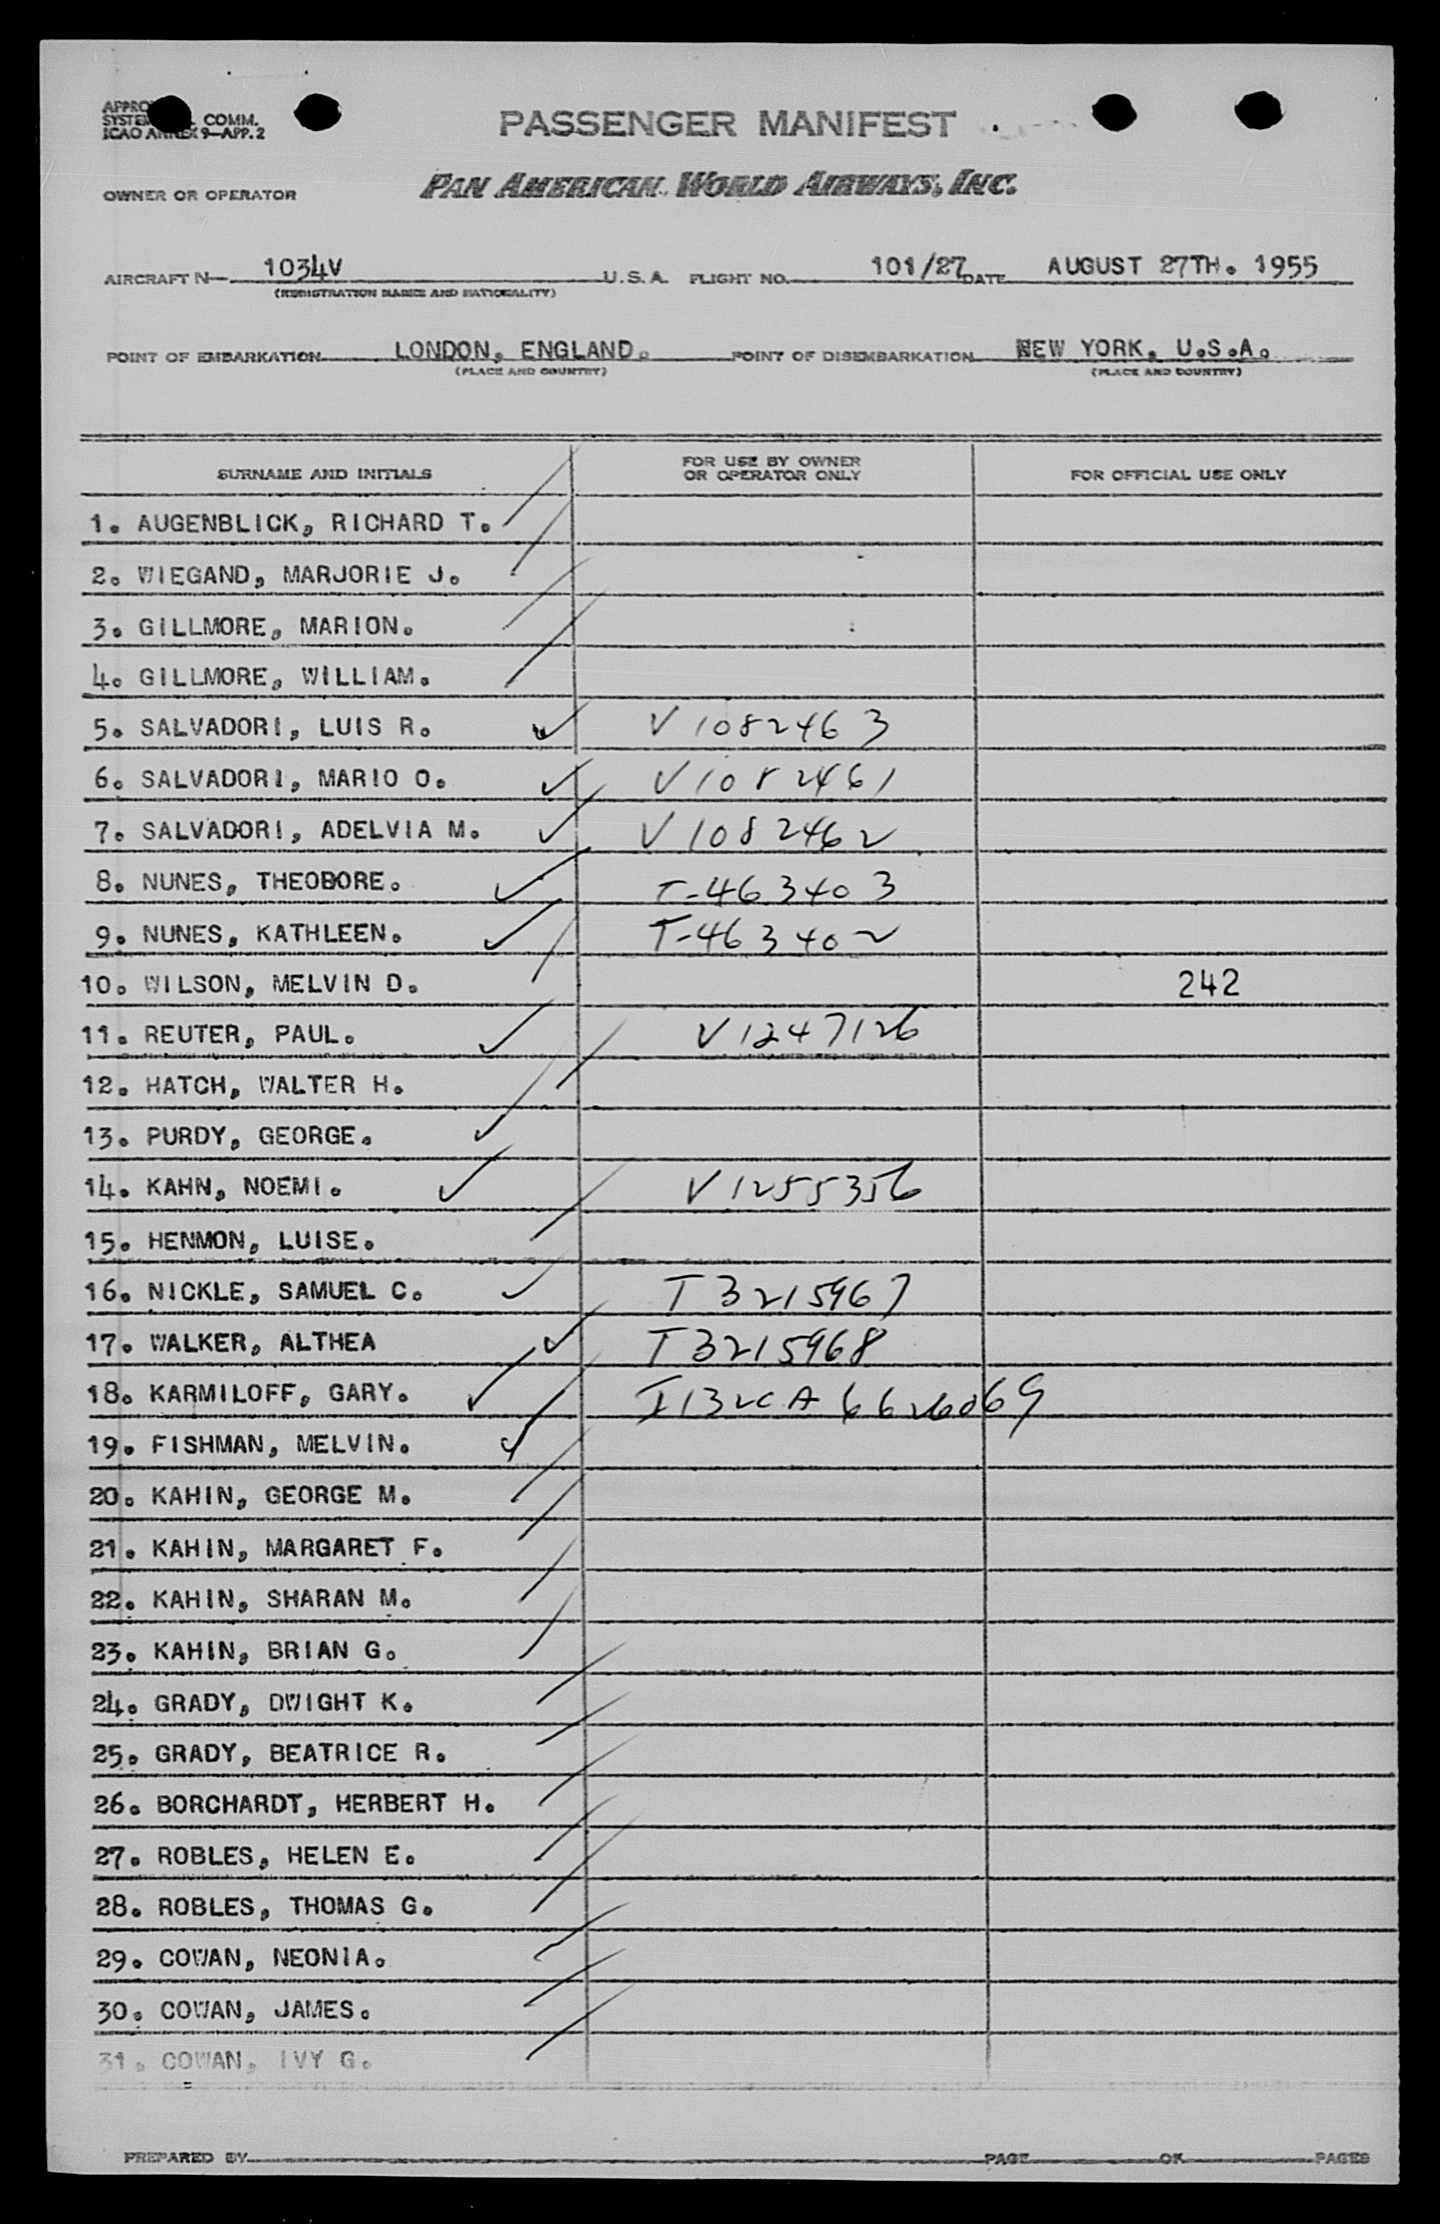 APPRO
SYSTEM COMM.
ICAO ANNEX 9—APP. 2
PASSENGER MANIFEST
OWNER OR OPERATOR
PAN AMERICAN WORLD AIRWAYS, INC.
AIRCRAFT N— 1034V U.S.A. FLIGHT NO. 101/27 DATE AUGUST 27TH. 1955
(REGISTRATION MARKS AND NATIONALITY)
POINT OF EMBARKATION LONDON, ENGLAND. POINT OF DISEMBARKATION NEW YORK, U.S.A.
(PLACE AND COUNTRY) (PLACE AND COUNTRY)
SURNAME AND INITIALS FOR USE BY OWNER OR OPERATOR ONLY FOR OFFICIAL USE ONLY
1. AUGENBLICK, RICHARD T.
2. WIEGAND, MARJORIE J.
3. GILLMORE, MARION.
4. GILLMORE, WILLIAM.
5. SALVADORI, LUIS R. V 1082463
6. SALVADORI, MARIO O. V1082461
7. SALVADORI, ADELVIA M. V 1082462
8. NUNES, THEOBORE. T-463403
9. NUNES, KATHLEEN. T-463402
10. WILSON, MELVIN D. 242
11. REUTER, PAUL. V1247126
12. HATCH, WALTER H.
13. PURDY, GEORGE.
14. KAHN, NOEMI. V1255356
15. HENMON, LUISE.
16. NICKLE, SAMUEL C. T 3215967
17. WALKER, ALTHEA T3215968
18. KARMILOFF, GARY. I132CA 6626069
19. FISHMAN, MELVIN.
20. KAHIN, GEORGE M.
21. KAHIN, MARGARET F.
22. KAHIN, SHARAN M.
23. KAHIN, BRIAN G.
24. GRADY, DWIGHT K.
25. GRADY, BEATRICE R.
26. BORCHARDT, HERBERT H.
27. ROBLES, HELEN E.
28. ROBLES, THOMAS G.
29. COWAN, NEONIA.
30. COWAN, JAMES.
31. COWAN, IVY G.
PREPARED BY PAGE OF PAGES